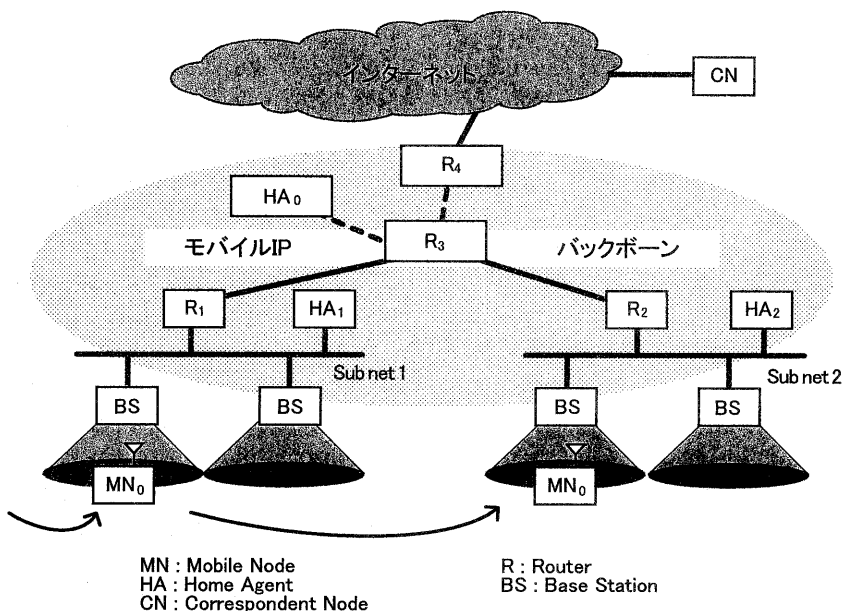 インターネット
CN
R4
HA0
R3
モバイルIP
バックボーン
R1
HA1
R2
HA2
Sub net 1
Sub net 2
BS
BS
BS
BS
MN0
MN0
MN : Mobile Node
HA : Home Agent
CN : Correspondent Node
R : Router
BS : Base Station